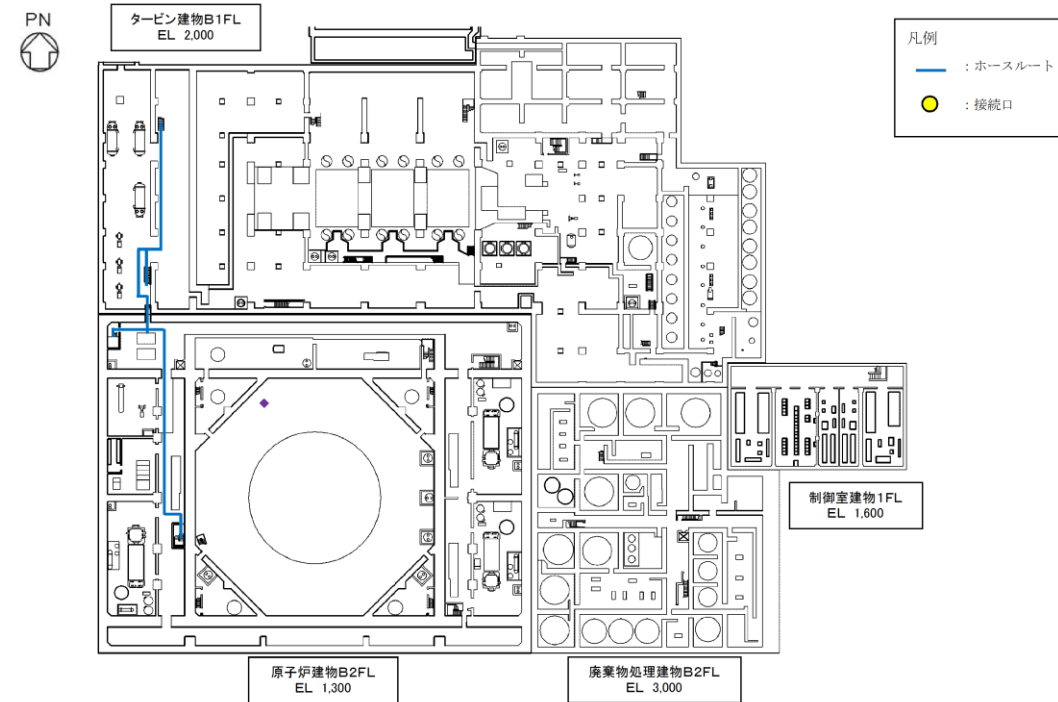 PN
タービン建物B1FL
EL 2,000
凡例
：ホースルート
：接続口
制御室建物1FL
EL 1,600
原子炉建物B2FL
EL 1,300
廃棄物処理建物B2FL
EL 3,000